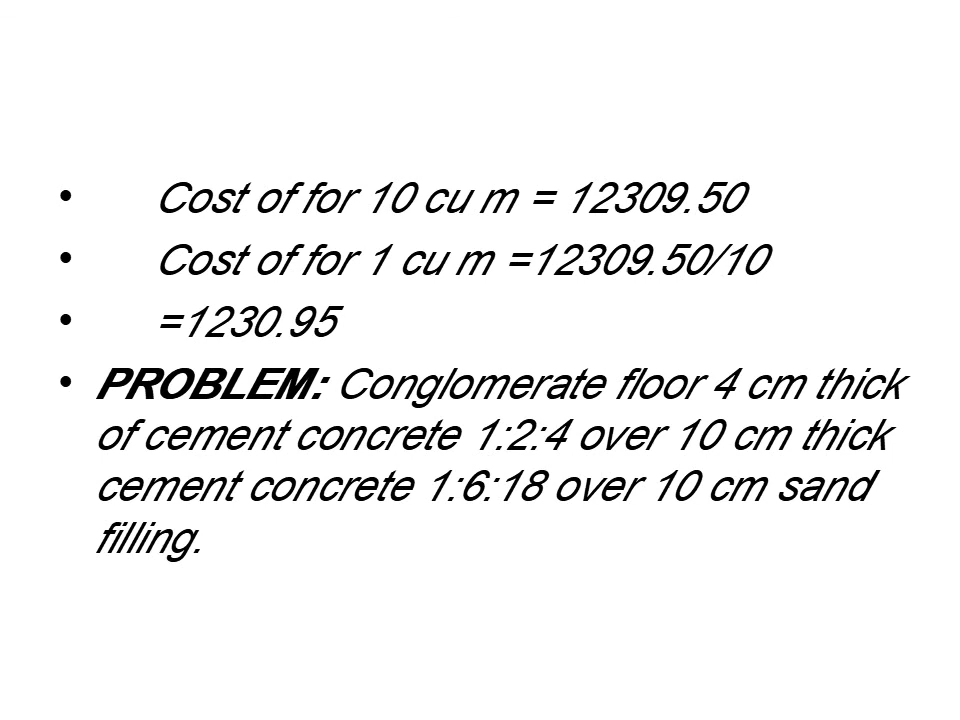 • Cost of for 10 cu m = 12309.50
• Cost of for 1 cu m =12309.50/10
• =1230.95
• PROBLEM: Conglomerate floor 4 cm thick
of cement concrete 1:2:4 over 10 cm thick
cement concrete 1:6:18 over 10 cm sand
filling.